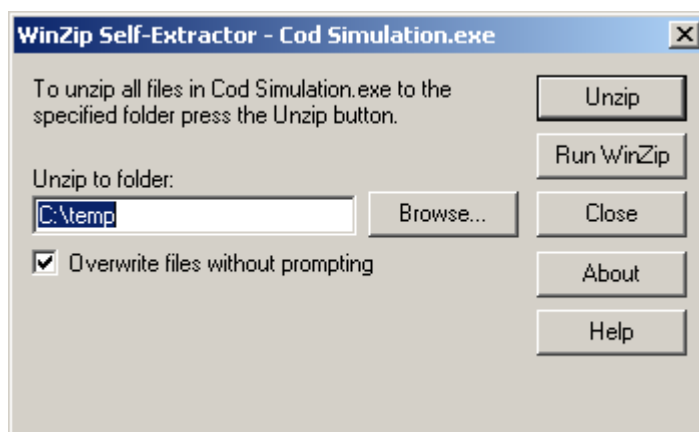 WinZip Self-Extractor - Cod Simulation.exe
To unzip all files in Cod Simulation.exe to the
specified folder press the Unzip button.
Unzip
Run WinZip
Unzip to folder:
C:\temp
Browse...
Close
Overwrite files without prompting
About
Help